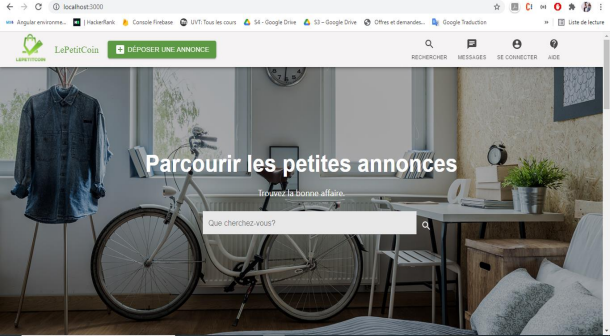 localhost:3000
Angular environme...
| HackerRank
Console Firebase
UVT: Tous les cours
S4 - Google Drive
S3 – Google Drive
Offres et demandes...
Google Traduction
»
Liste de lecture
LEPETITCOIN
LePetitCoin
DÉPOSER UNE ANNONCE
RECHERCHER
MESSAGES
SE CONNECTER
AIDE
Parcourir les petites annonces
Trouvez la bonne affaire.
Que cherchez-vous?